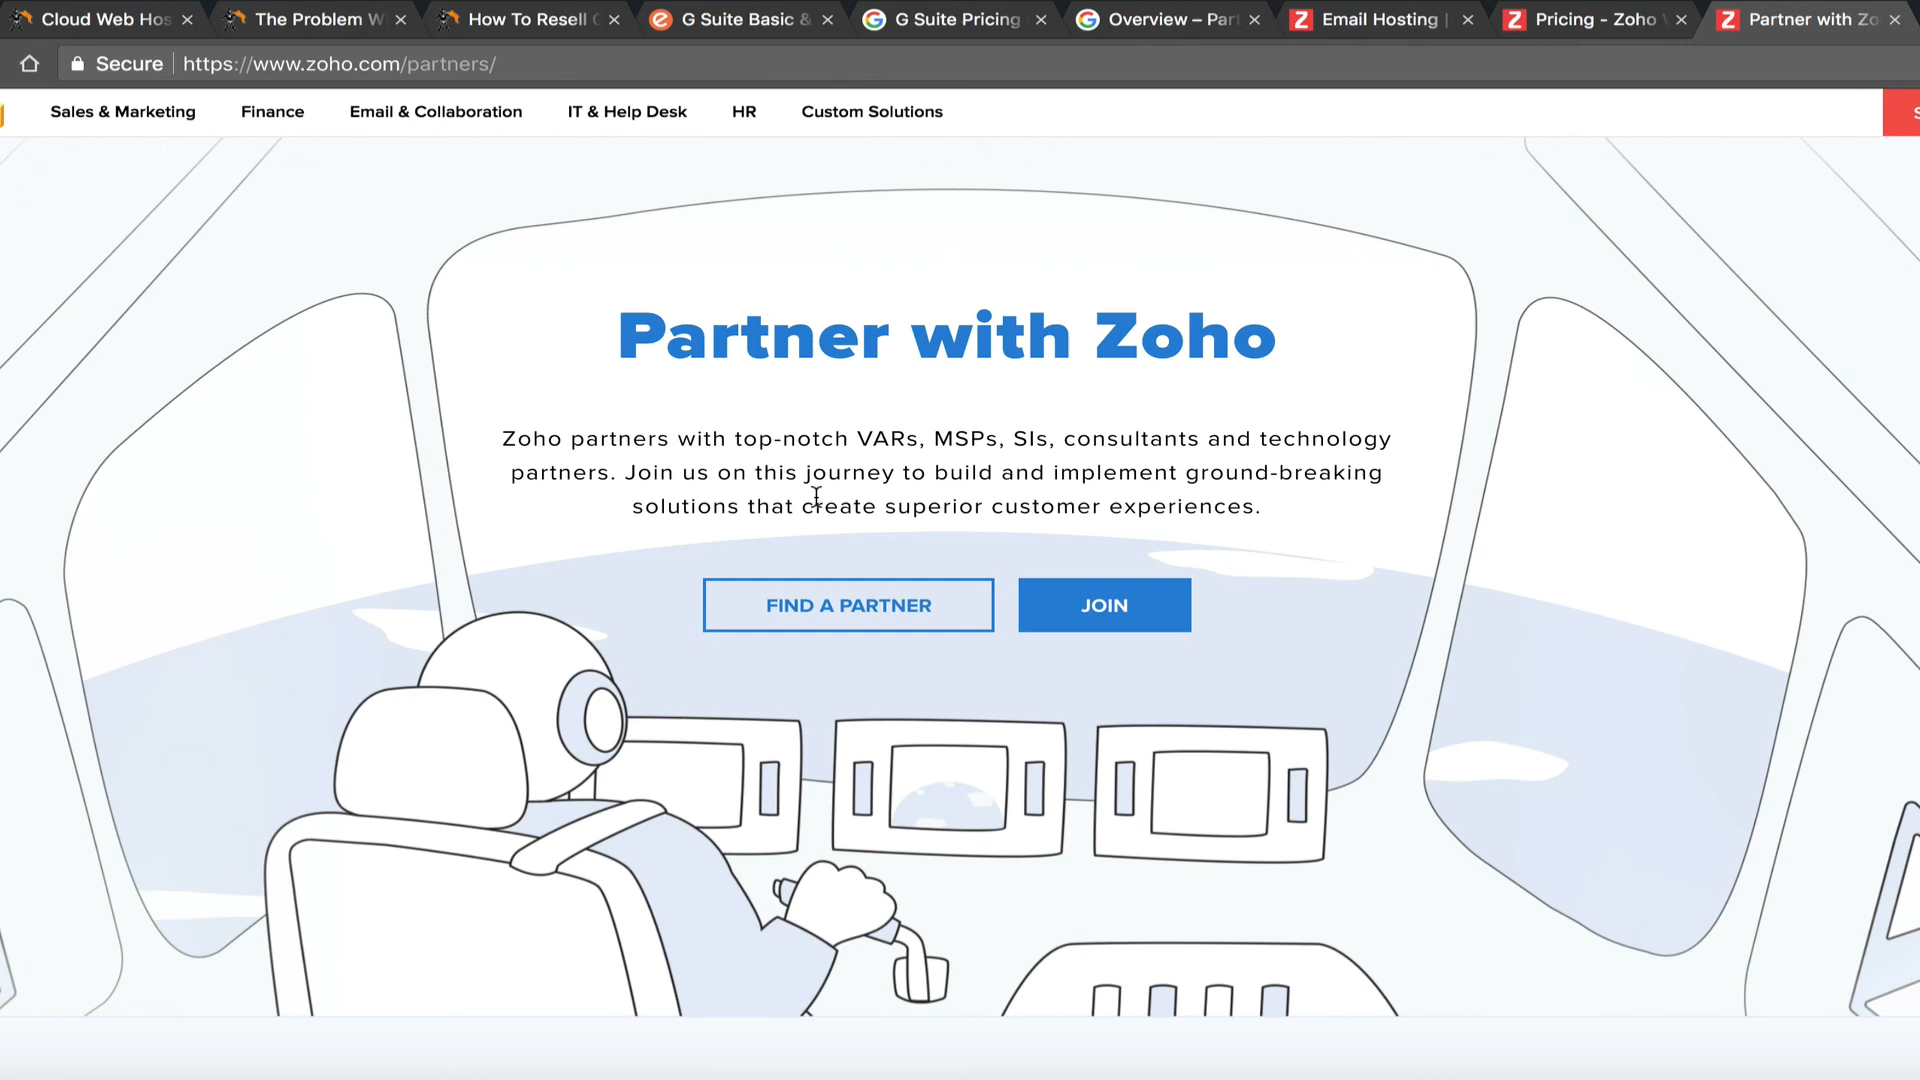 Cloud Web Hos
The Problem W
How To Resell
G Suite Basic &
G Suite Pricing
Overview – Part
Email Hosting |
Pricing - Zoho
Partner with Zo
Secure https://www.zoho.com/partners/
Sales & Marketing Finance Email & Collaboration IT & Help Desk HR Custom Solutions
Partner with Zoho
Zoho partners with top-notch VARs, MSPs, SIs, consultants and technology
partners. Join us on this journey to build and implement ground-breaking
solutions that create superior customer experiences.
FIND A PARTNER JOIN